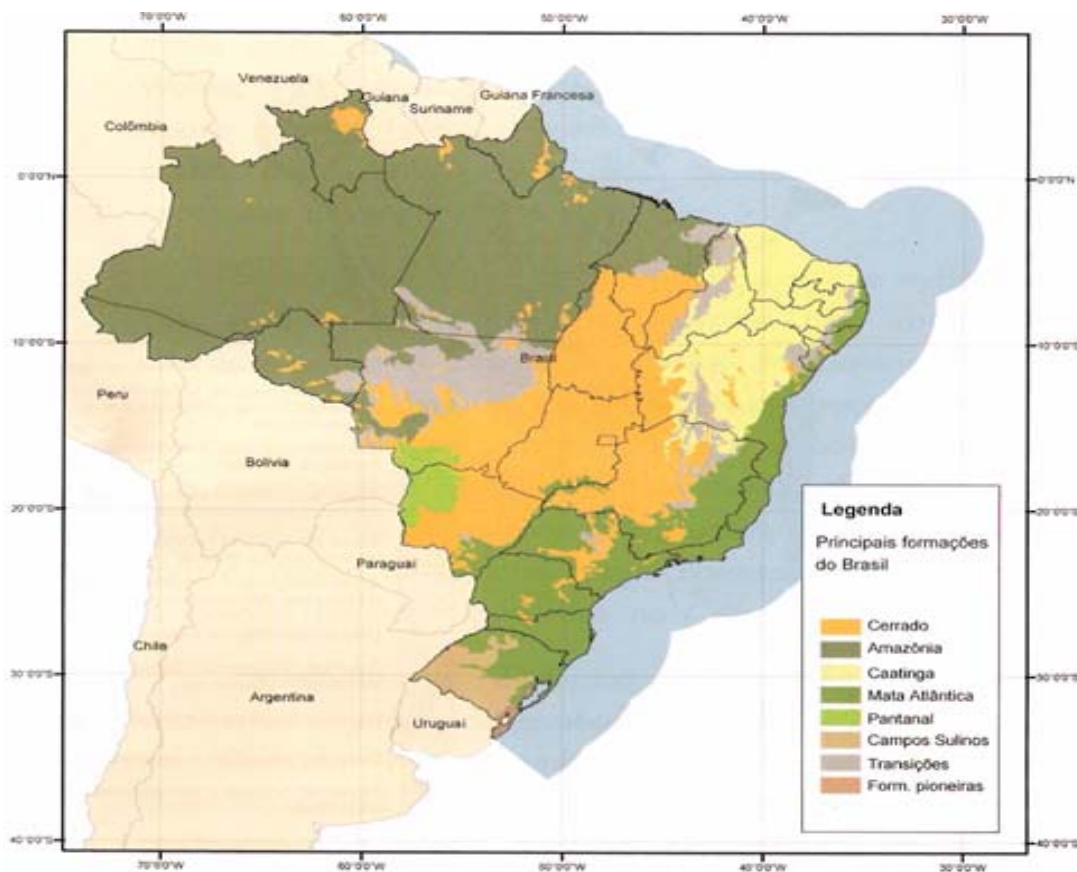 70°0'0"W 60°0'0"W 50°0'0"W 40°0'0"W 30°0'0"W
Venezuela
Guiana
Suriname
Guiana Francesa
Colômbia
0°0'0"N 0°0'0"N
10°0'0"S 10°0'0"S
Brasil
Peru
Bolívia
20°0'0"S 20°0'0"S
Paraguai
Chile
30°0'0"S 30°0'0"S
Argentina
Uruguai
Legenda
Principais formações
do Brasil
Cerrado
Amazônia
Caatinga
Mata Atlântica
Pantanal
Campos Sulinos
Transições
Form. pioneiras
40°0'0"S 40°0'0"S
70°0'0"W 60°0'0"W 50°0'0"W 40°0'0"W 30°0'0"W